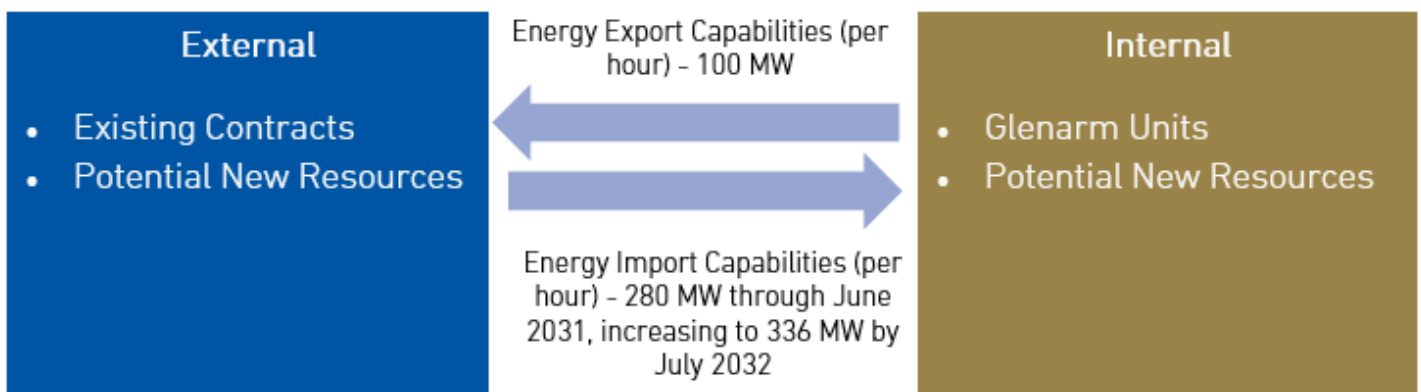 External
• Existing Contracts
• Potential New Resources
Energy Export Capabilities (per
hour) - 100 MW
Energy Import Capabilities (per
hour) - 280 MW through June
2031, increasing to 336 MW by
July 2032
Internal
• Glenarm Units
• Potential New Resources